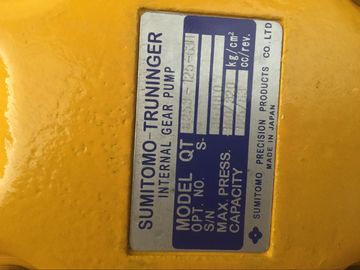 SUMITOMO-TRUNINGER
INTERNAL GEAR PUMP
MODEL QT
OPT. NO. S-
S/N
MAX. PRESS. kg/cm²
CAPACITY cc/rev.
SUMITOMO PRECISION PRODUCTS CO., LTD.
MADE IN JAPAN